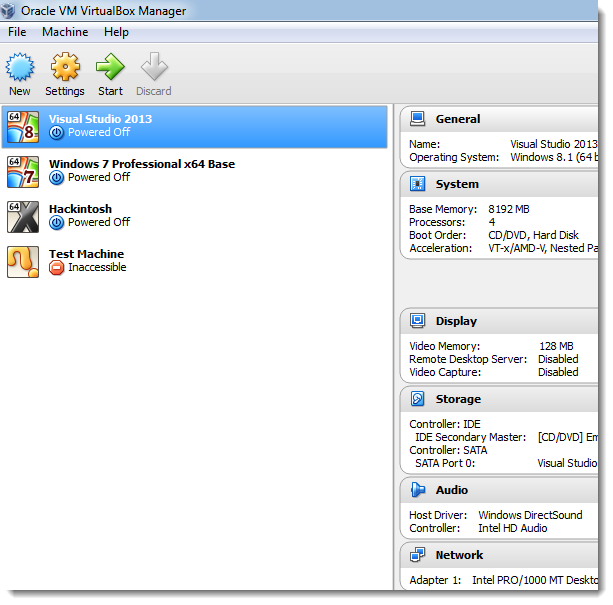 Oracle VM VirtualBox Manager
File Machine Help
New Settings Start Discard
64 8 Visual Studio 2013
Powered Off
64 7 Windows 7 Professional x64 Base
Powered Off
64 X Hackintosh
Powered Off
Test Machine
Inaccessible
General
Name: Visual Studio 2013
Operating System: Windows 8.1 (64 b
System
Base Memory: 8192 MB
Processors: 4
Boot Order: CD/DVD, Hard Disk
Acceleration: VT-x/AMD-V, Nested Pa
Display
Video Memory: 128 MB
Remote Desktop Server: Disabled
Video Capture: Disabled
Storage
Controller: IDE
IDE Secondary Master: [CD/DVD] Em
Controller: SATA
SATA Port 0: Visual Studio
Audio
Host Driver: Windows DirectSound
Controller: Intel HD Audio
Network
Adapter 1: Intel PRO/1000 MT Deskto